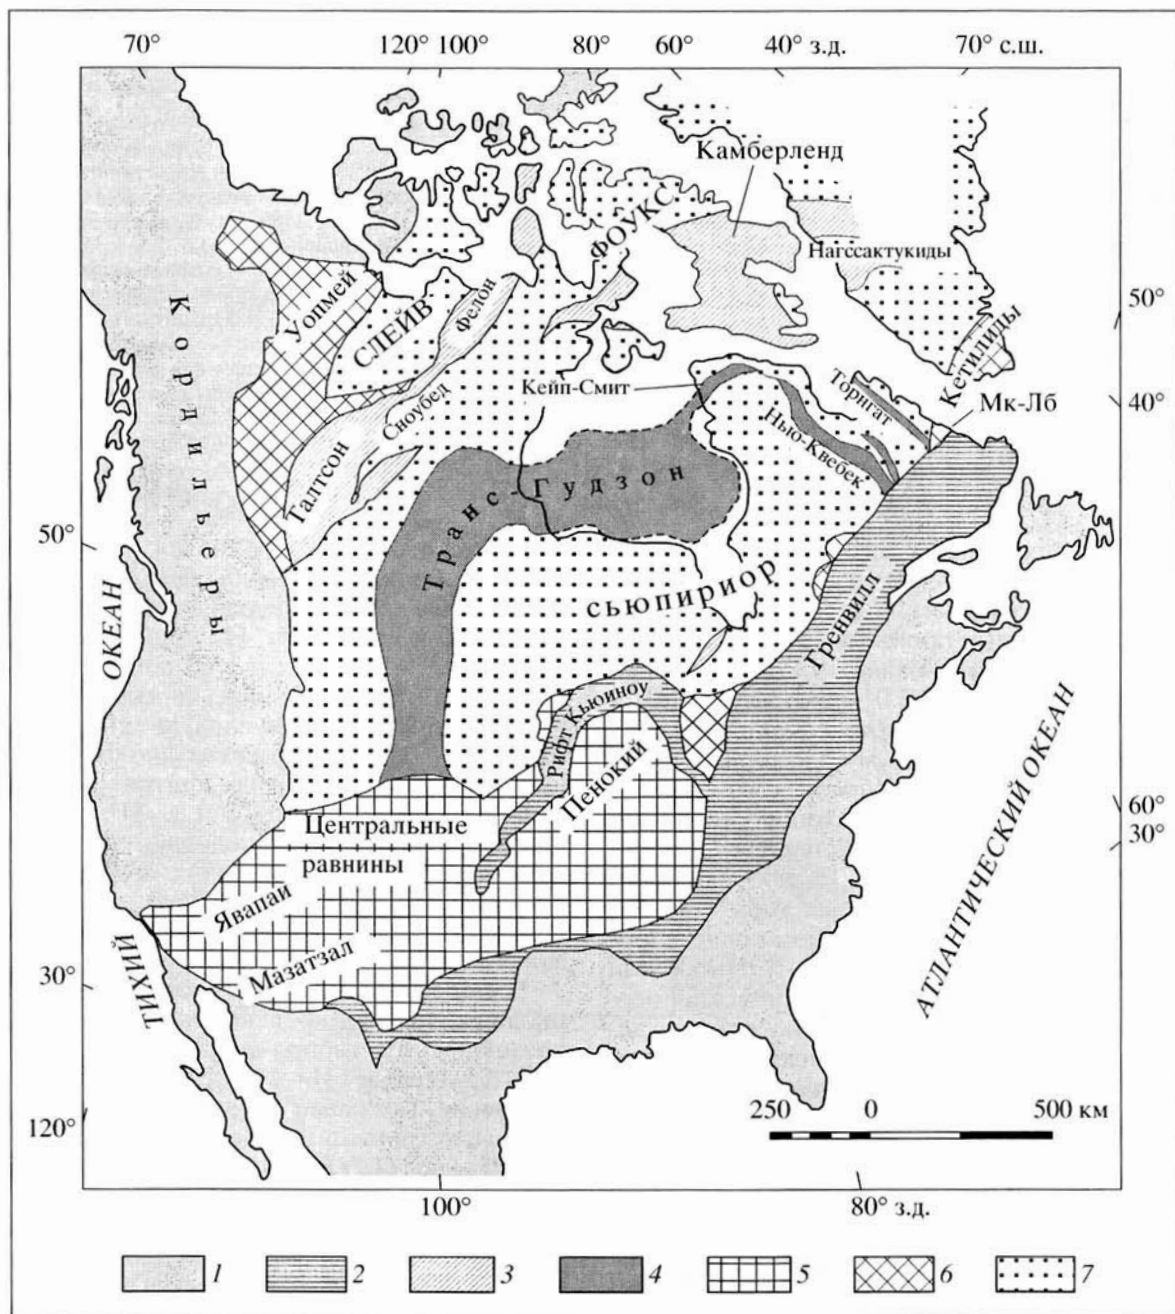 70°
120° 100°
80°
60°
40° з.д.
70° с.ш.
Камберленд
ФОУКС
Нагссактукиды
Уопмей
СЛЕЙВ
Фелон
50°
Кордильеры
Кейп-Смит
Торнгат
Кетилиды
Мк-Лб
40°
Сноубед
Талтсон
Нью-Квебек
Транс-Гудзон
50°
ОКЕАН
СЬЮПИРИОР
Гренвилл
Рифт Кьюиноу
Пенокий
АТЛАНТИЧЕСКИЙ ОКЕАН
60°
30°
Центральные
равнины
Явапаи
Мазатзал
ТИХИЙ
30°
250 0 500 км
120°
100°
80° з.д.
1 2 3 4 5 6 7